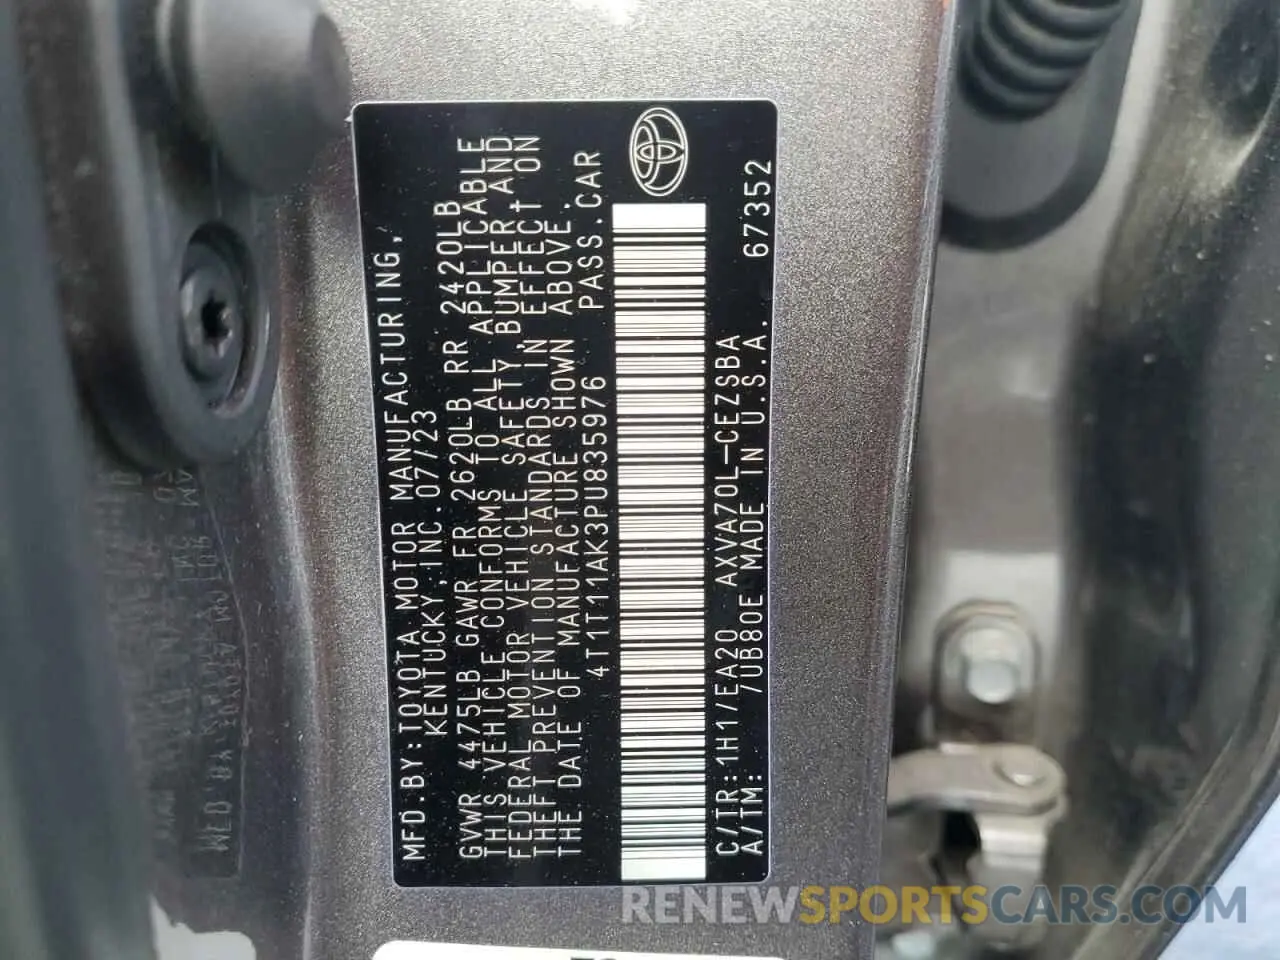 MFD.BY:TOYOTA MOTOR MANUFACTURING,
KENTUCKY,INC.07/23
GVWR 4475LB GAWR FR 2620LB RR 2420LB
THIS VEHICLE CONFORMS TO ALL APPLICABLE
FEDERAL MOTOR VEHICLE SAFETY,BUMPER AND
THEFT PREVENTION STANDARDS IN EFFECT ON
THE DATE OF MANUFACTURE SHOWN ABOVE.
4T1T11AK3PU835976 PASS.CAR
C/TR:1H1/EA20 AXVA70L-CEZSBA
A/TM: /UB80E MADE IN U.S.A. 67352
RENEWSPORTSCARS.COM